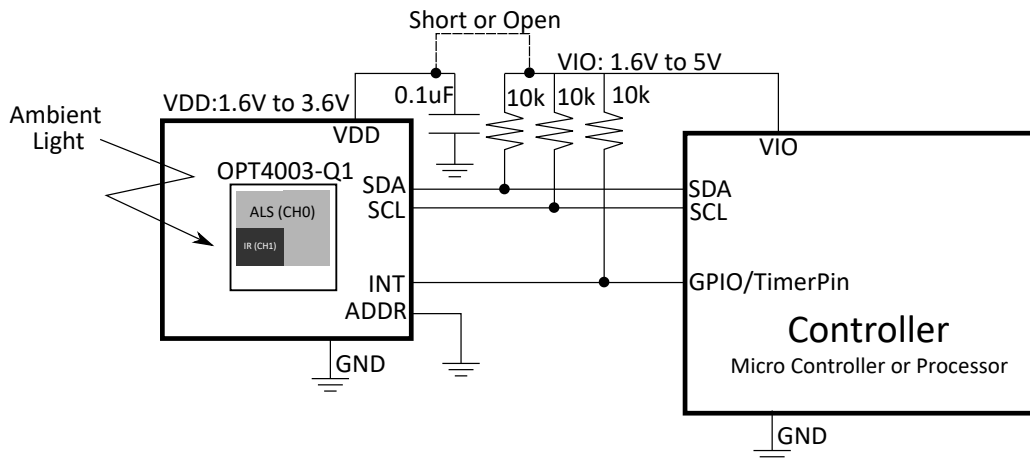 Short or Open
VIO: 1.6V to 5V
VDD:1.6V to 3.6V
0.1uF
10k
10k
10k
Ambient
Light
VDD
VIO
OPT4003-Q1
SDA
SCL
ALS (CH0)
IR (CH1)
SDA
SCL
INT
ADDR
GPIO/TimerPin
Controller
Micro Controller or Processor
GND
GND